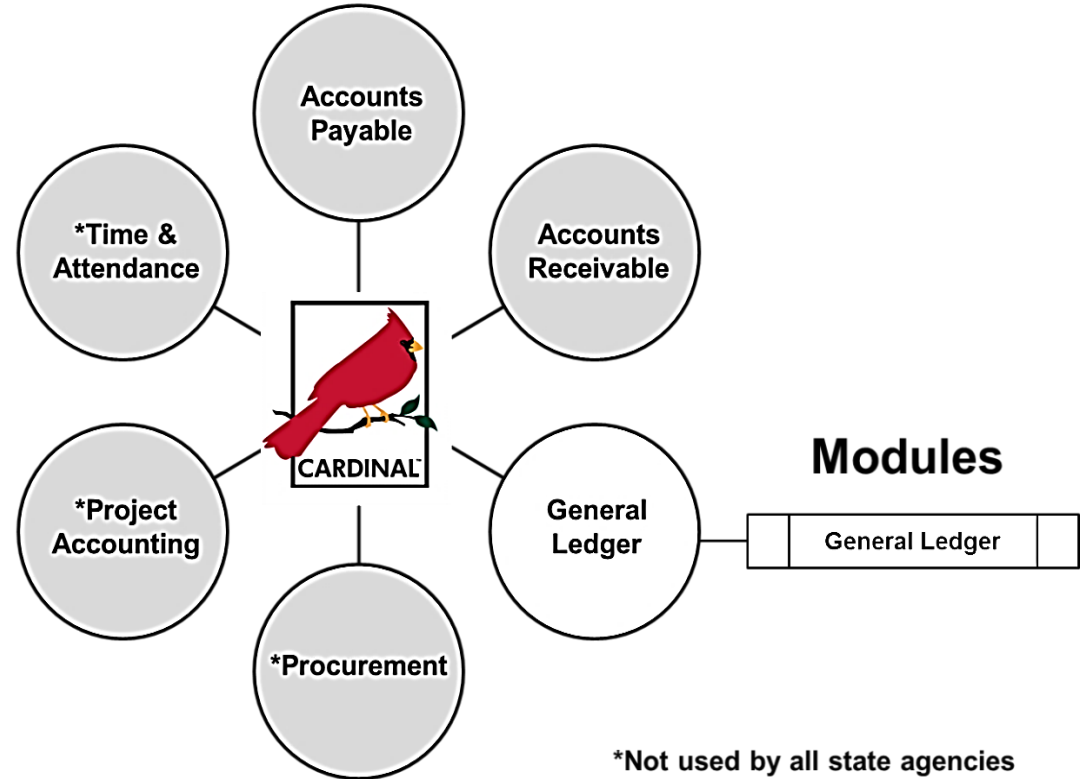 Accounts
Payable
*Time &
Attendance
Accounts
Receivable
CARDINAL™
*Project
Accounting
General
Ledger
Modules
General Ledger
*Procurement
*Not used by all state agencies